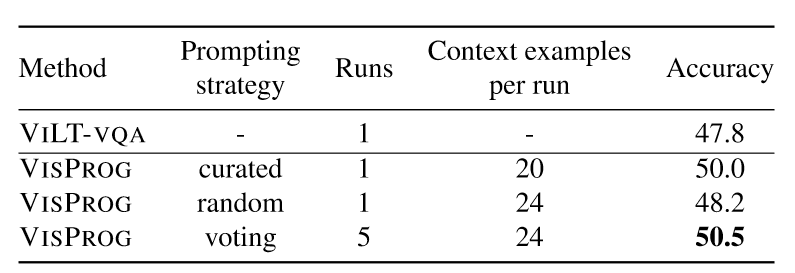 Method Prompting strategy Runs Context examples per run Accuracy
VILT-VQA - 1 - 47.8
VISPROG curated 1 20 50.0
VISPROG random 1 24 48.2
VISPROG voting 5 24 50.5